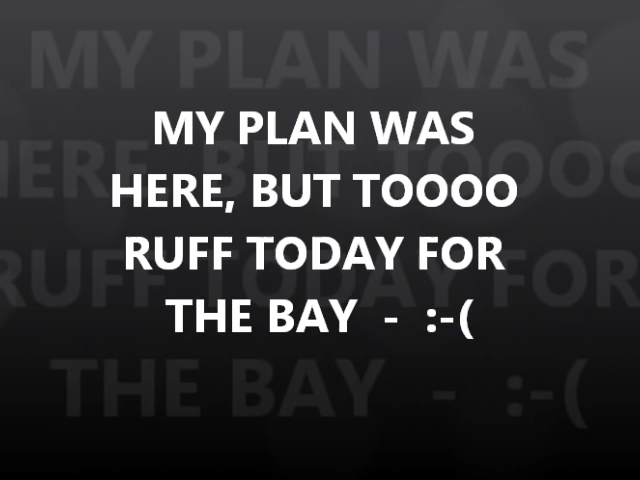 MY PLAN WAS
HERE, BUT TOOOO
RUFF TODAY FOR
THE BAY  -  :-(